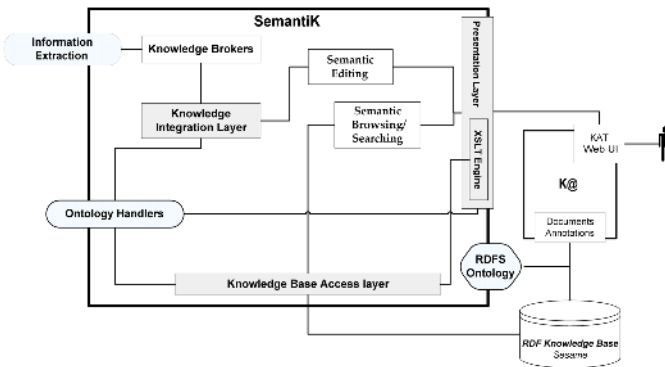 SemantiK
Information
Extraction
Knowledge Brokers
Semantic
Editing
Knowledge
Integration Layer
Semantic
Browsing/
Searching
Presentation Layer
XSLT Engine
KAT
Web UI
K@
Ontology Handlers
Documents
Annotations
RDFS
Ontology
Knowledge Base Access layer
RDF Knowledge Base
Sesame